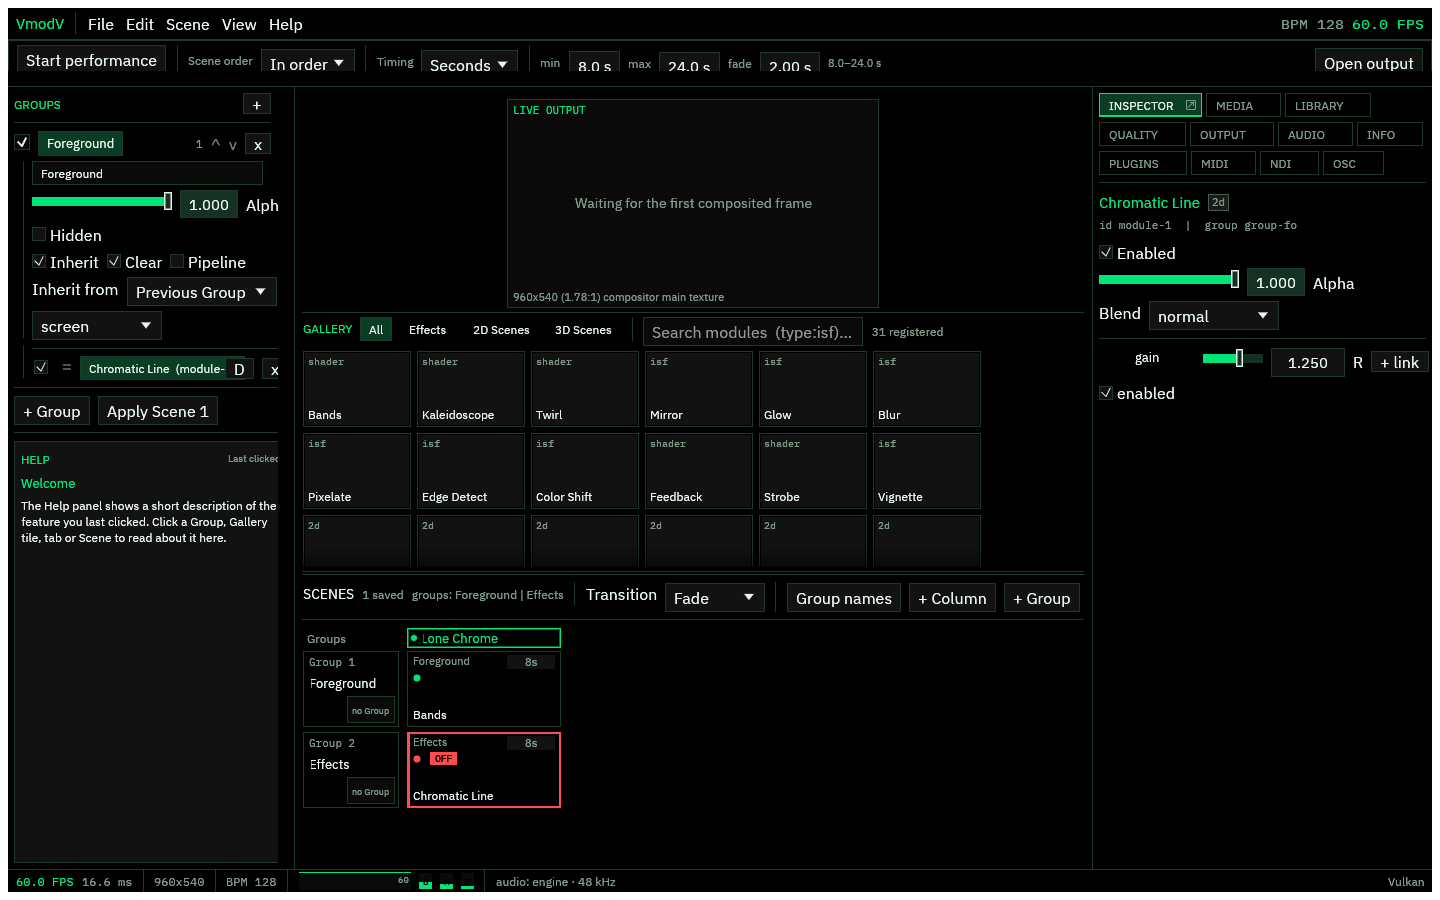 VmodV File Edit Scene View Help BPM 128 60.0 FPS
Start performance Scene order In order Timing Seconds min 8.0 s max 24.0 s fade 2.00 s 8.0–24.0 s Open output
GROUPS +
Foreground 1 ^ v x
Foreground
1.000 Alph
Hidden
Inherit Clear Pipeline
Inherit from Previous Group
screen
= Chromatic Line (module- D x
+ Group Apply Scene 1
HELP Last clicked
Welcome
The Help panel shows a short description of the
feature you last clicked. Click a Group, Gallery
tile, tab or Scene to read about it here.
LIVE OUTPUT
Waiting for the first composited frame
960x540 (1.78:1) compositor main texture
GALLERY All Effects 2D Scenes 3D Scenes Search modules (type:isf)... 31 registered
shader shader shader isf isf isf
Bands Kaleidoscope Twirl Mirror Glow Blur
isf isf isf shader shader isf
Pixelate Edge Detect Color Shift Feedback Strobe Vignette
2d 2d 2d 2d 2d 2d
SCENES 1 saved groups: Foreground | Effects Transition Fade Group names + Column + Group
Groups Lone Chrome
Group 1 Foreground 8s
Foreground
no Group Bands
Group 2 Effects 8s
OFF
Effects
no Group Chromatic Line
INSPECTOR MEDIA LIBRARY
QUALITY OUTPUT AUDIO INFO
PLUGINS MIDI NDI OSC
Chromatic Line 2d
id module-1 | group group-fo
Enabled
1.000 Alpha
Blend normal
gain 1.250 R + link
enabled
60.0 FPS 16.6 ms 960x540 BPM 128 60 audio: engine · 48 kHz Vulkan